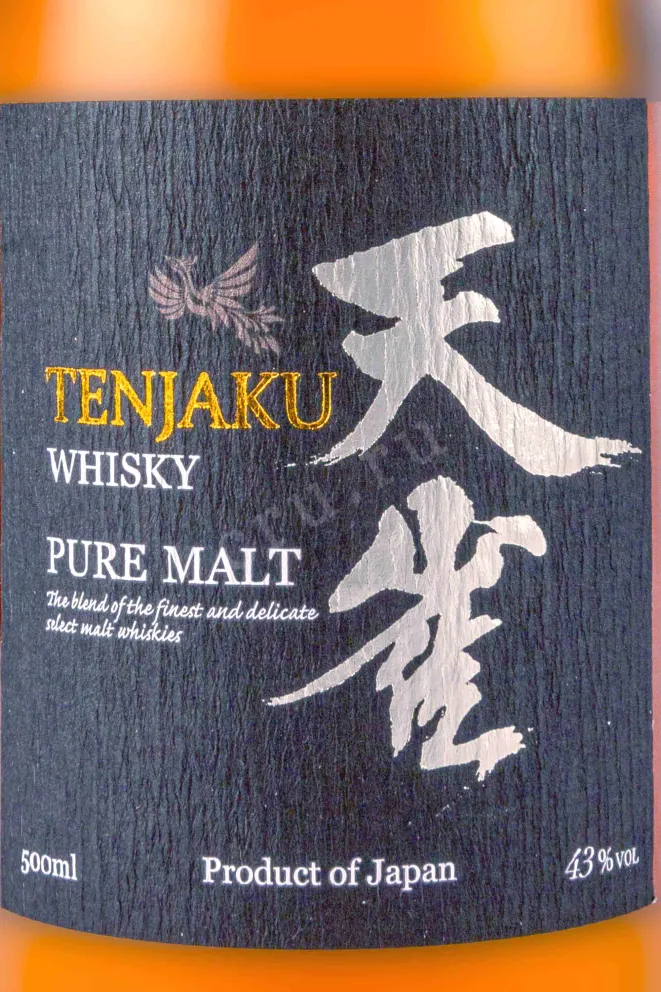 天雀
TENJAKU
WHISKY
PURE MALT
The blend of the finest and delicate
select malt whiskies
500ml
Product of Japan
43% VOL